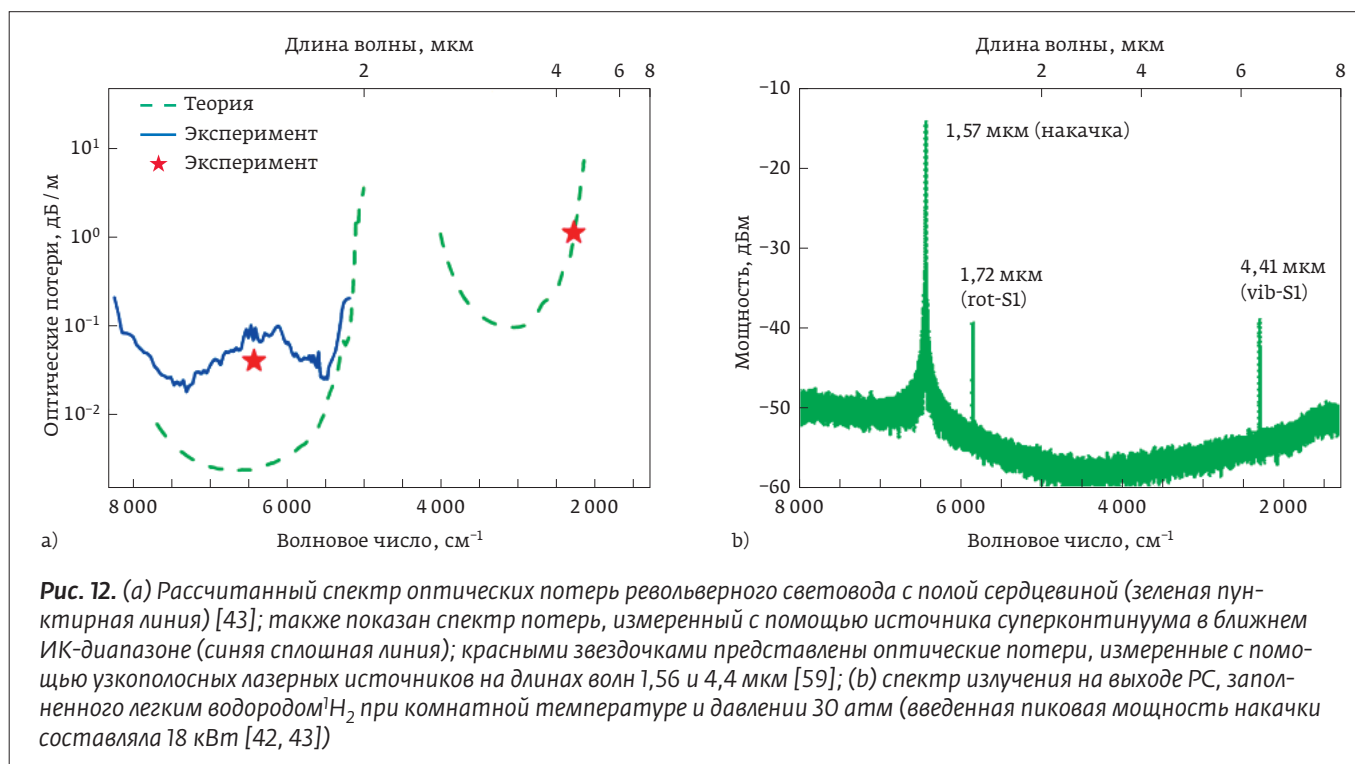 Длина волны, мкм
2 4 6 8
Теория
Эксперимент
Эксперимент
Оптические потери, дБ / м
10¹
10⁰
10⁻¹
10⁻²
8 000 6 000 4 000 2 000
a)
Волновое число, см⁻¹
Длина волны, мкм
2 4 6 8
Мощность, дБм
−10
−20
−30
−40
−50
−60
1,57 мкм (накачка)
1,72 мкм
(rot-S1)
4,41 мкм
(vib-S1)
8 000 6 000 4 000 2 000
b)
Волновое число, см⁻¹
Рис. 12. (a) Рассчитанный спектр оптических потерь револьверного световода с полой сердцевиной (зеленая пун-
ктирная линия) [43]; также показан спектр потерь, измеренный с помощью источника суперконтинуума в ближнем
ИК-диапазоне (синяя сплошная линия); красными звездочками представлены оптические потери, измеренные с помо-
щью узкополосных лазерных источников на длинах волн 1,56 и 4,4 мкм [59]; (b) спектр излучения на выходе РС, запол-
ненного легким водородом¹H₂ при комнатной температуре и давлении 30 атм (введенная пиковая мощность накачки
составляла 18 кВт [42, 43])